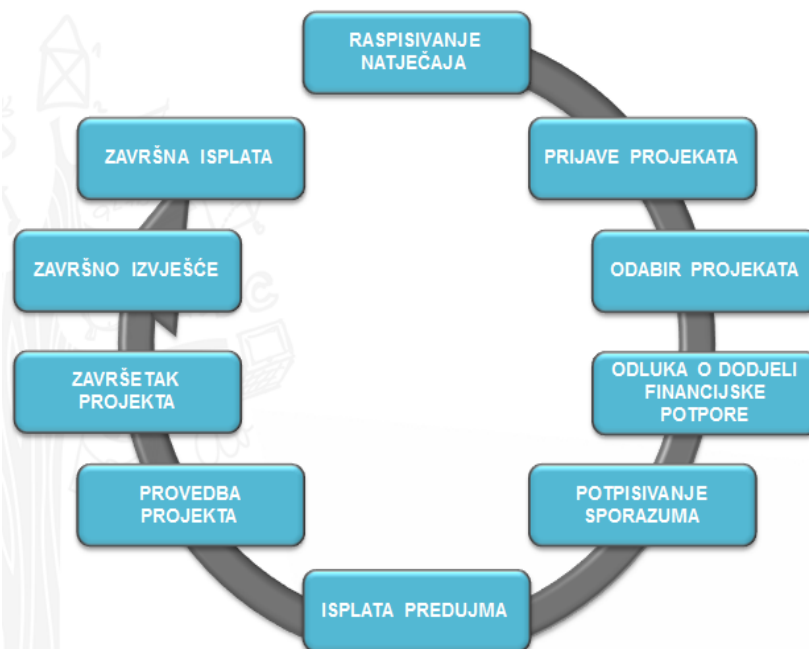 RASPISIVANJE
NATJEČAJA
PRIJAVE PROJEKATA
ODABIR PROJEKATA
ODLUKA O DODJELI
FINANCIJSKE
POTPORE
POTPISIVANJE
SPORAZUMA
ISPLATA PREDUJMA
PROVEDBA
PROJEKTA
ZAVRŠETAK
PROJEKTA
ZAVRŠNO IZVJEŠĆE
ZAVRŠNA ISPLATA